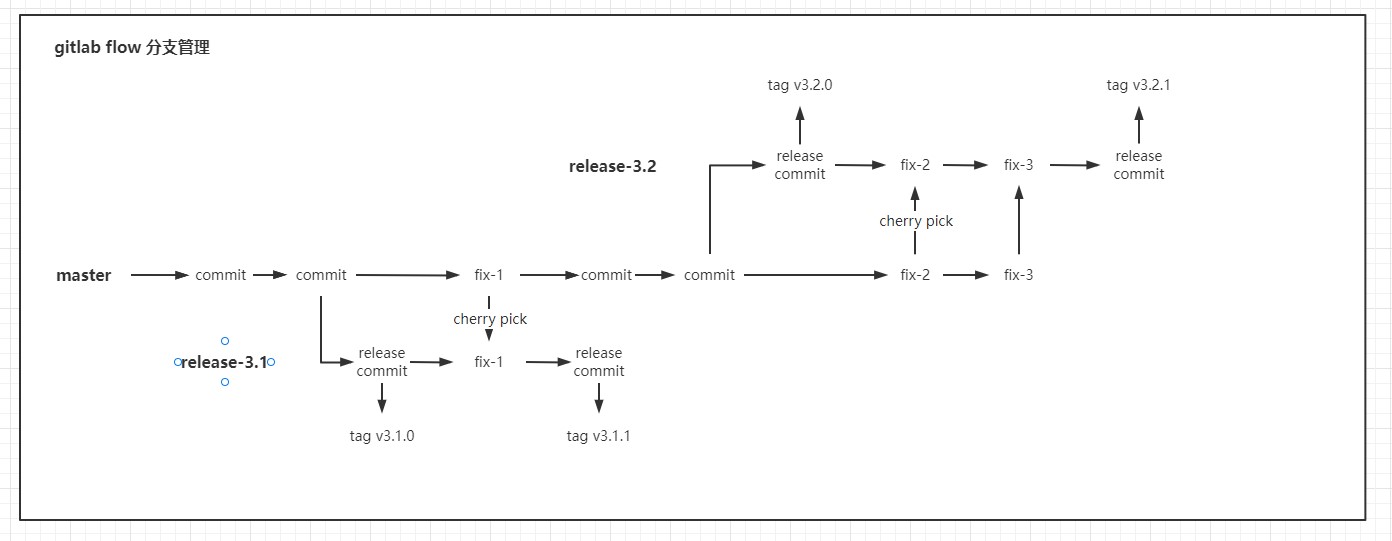 gitlab flow 分支管理
tag v3.2.0
tag v3.2.1
release-3.2
release
commit
fix-2
fix-3
release
commit
cherry pick
master
commit
commit
fix-1
commit
commit
fix-2
fix-3
cherry pick
release-3.1
release
commit
fix-1
release
commit
tag v3.1.0
tag v3.1.1